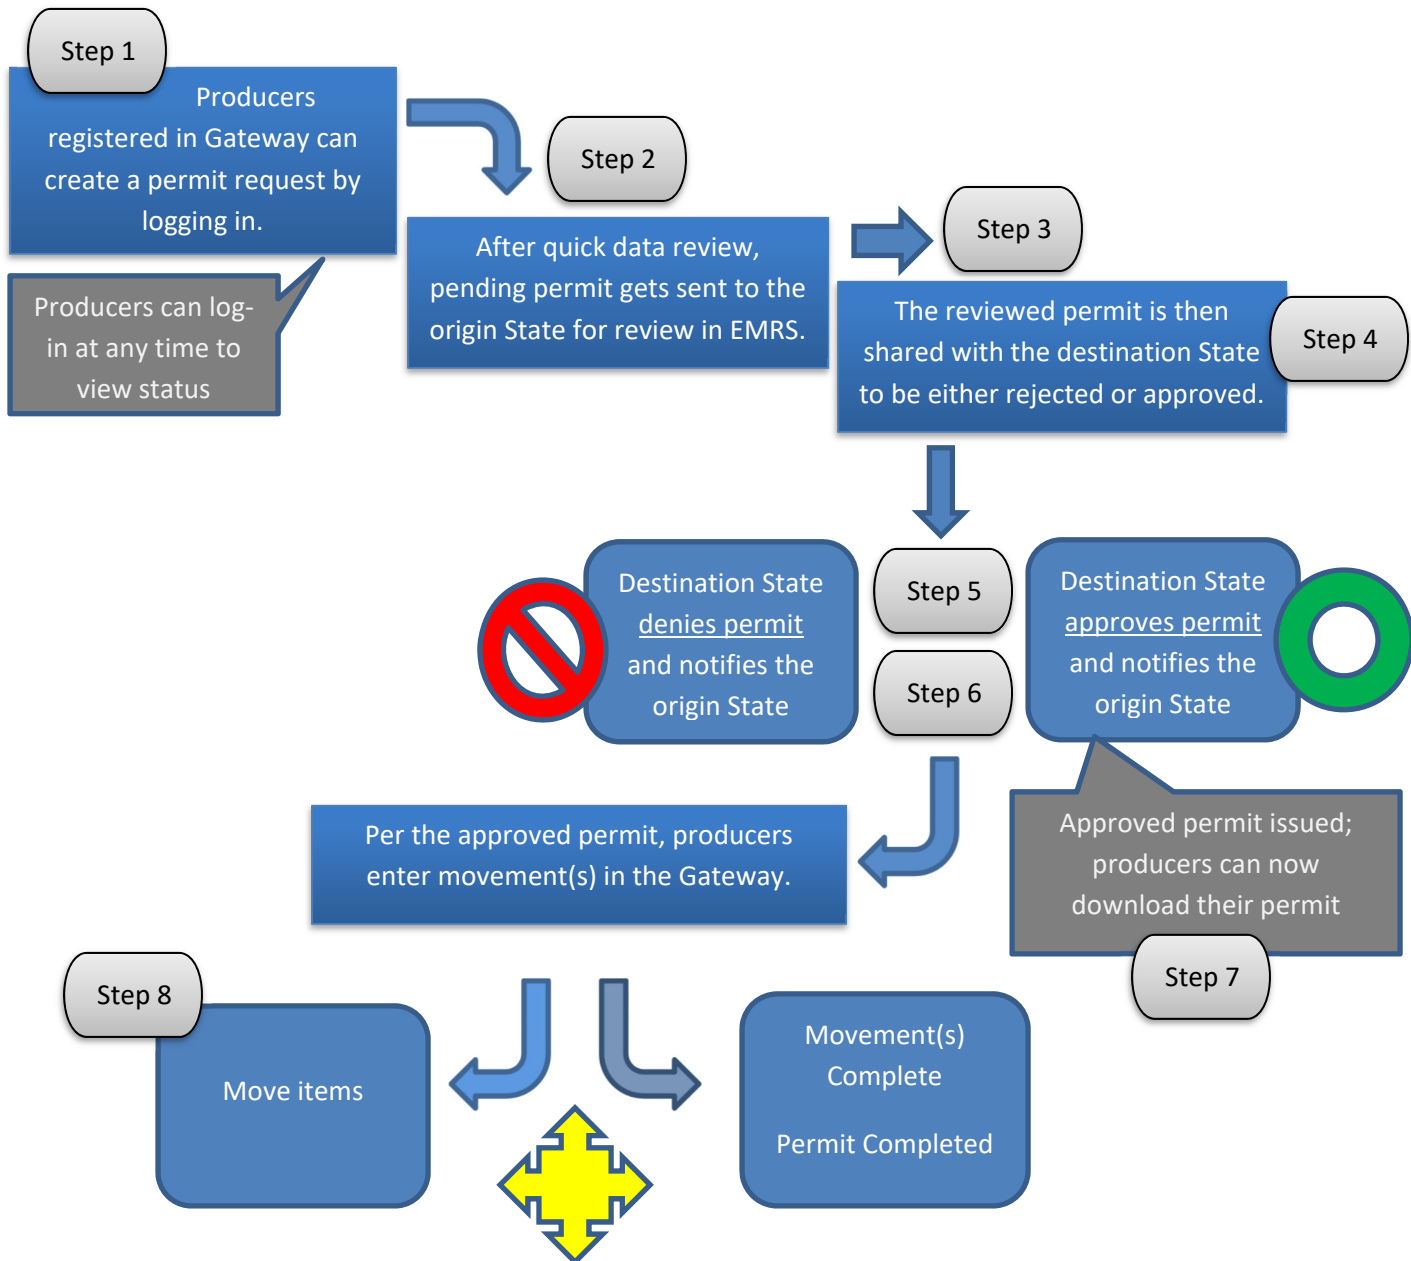 Step 1
Producers
registered in Gateway can
create a permit request by
logging in.
Producers can log-
in at any time to
view status
Step 2
After quick data review,
pending permit gets sent to the
origin State for review in EMRS.
Step 3
The reviewed permit is then
shared with the destination State
to be either rejected or approved.
Step 4
Destination State
denies permit
and notifies the
origin State
Step 5
Step 6
Destination State
approves permit
and notifies the
origin State
Approved permit issued;
producers can now
download their permit
Step 7
Per the approved permit, producers
enter movement(s) in the Gateway.
Step 8
Move items
Movement(s)
Complete
Permit Completed